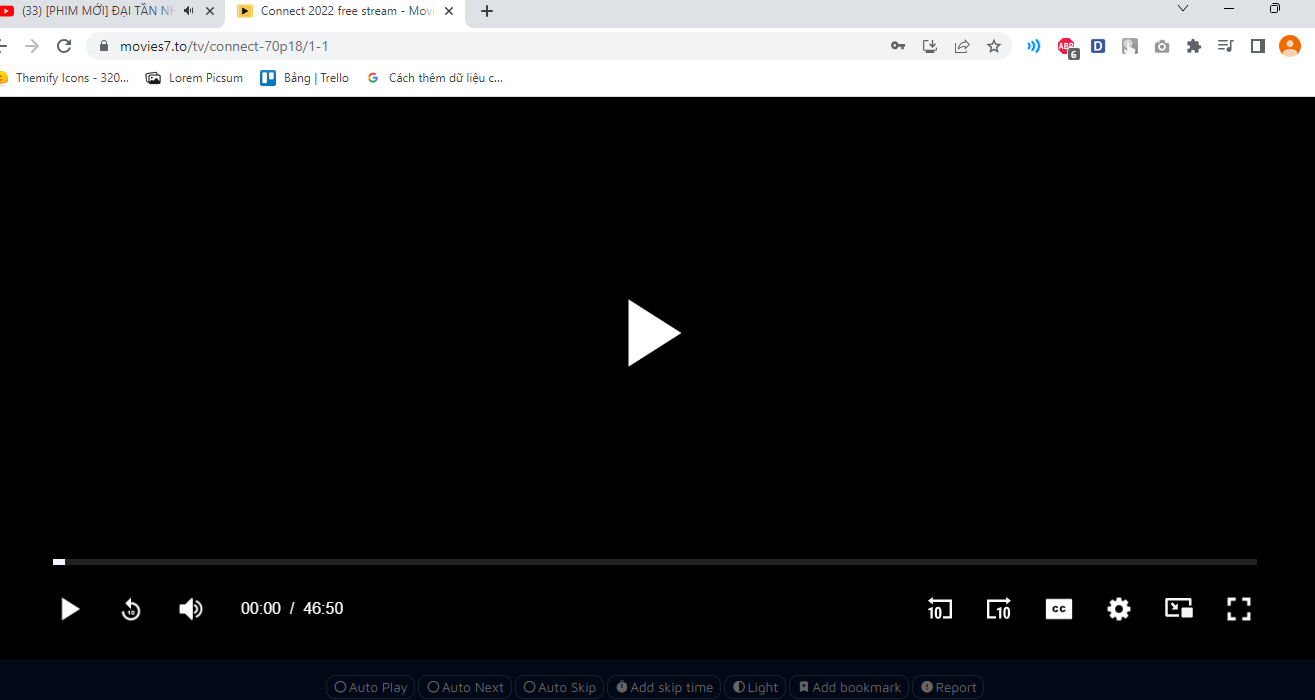 (33) [PHIM MỚI] ĐẠI TẦN NH
Connect 2022 free stream - Movi
movies7.to/tv/connect-70p18/1-1
ABP
6
D
Themify Icons - 320...
Lorem Picsum
Bảng | Trello
Cách thêm dữ liệu c...
10
00:00 / 46:50
10
10
cc
Auto Play
Auto Next
Auto Skip
Add skip time
Light
Add bookmark
Report